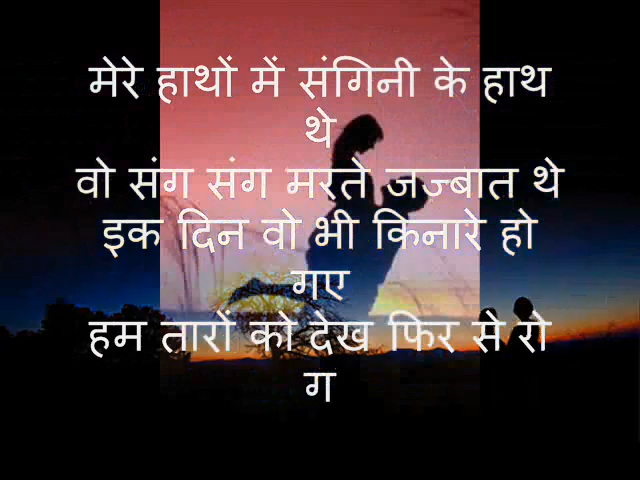 मेरे हाथों में संगिनी के हाथ
थे
वो संग संग मरते जज्बात थे
इक दिन वो भी किनारे हो
गए
हम तारों को देख फिर से रो
ग